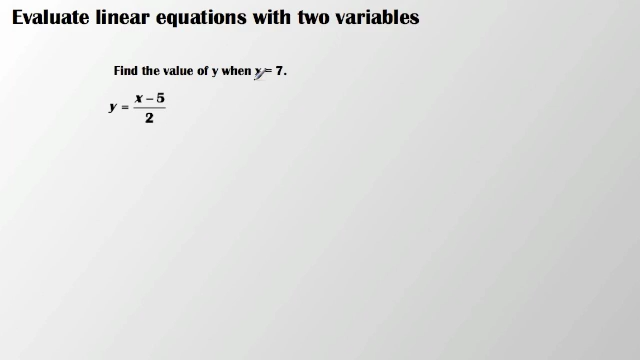 Evaluate linear equations with two variables
Find the value of y when x = 7.
y = x – 5
2